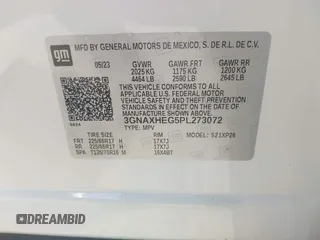 gm
MFD BY GENERAL MOTORS DE MEXICO, S. DE R.L. DE C.V.
05/23 GVWR GAWR FRT GAWR RR
2025 KG 1175 KG 1200 KG
4464 LB 2590 LB 2645 LB
THIS VEHICLE CONFORMS TO ALL
APPLICABLE U.S. FEDERAL MOTOR
VEHICLE SAFETY, BUMPER, AND THEFT
PREVENTION STANDARDS IN EFFECT ON
THE DATE OF MANUFACTURE SHOWN ABOVE.
3GNAXHEG5PL273072
TYPE: MPV
TIRE SIZE RIM
FRT 225/65R17 H 17X7J
RR 225/65R17 H 17X7J
SPA T135/70R16 M 16X4BT